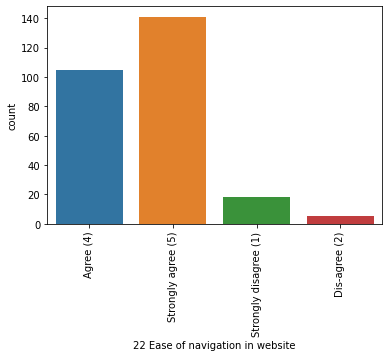 140
120
100
80
60
40
20
0
count
Agree (4)
Strongly agree (5)
Strongly disagree (1)
Dis-agree (2)
22 Ease of navigation in website